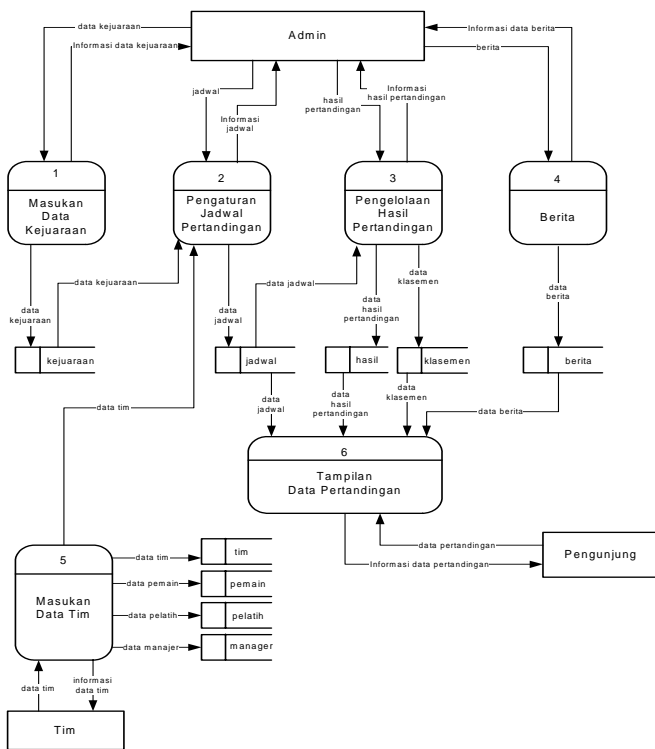 data kejuaraan
Informasi data kejuaraan
Admin
Informasi data berita
berita
jadwal
Informasi
jadwal
hasil
pertandingan
Informasi
hasil pertandingan
1
Masukan
Data
Kejuaraan
2
Pengaturan
Jadwal
Pertandingan
3
Pengelolaan
Hasil
Pertandingan
4
Berita
data
kejuaraan
data kejuaraan
data
jadwal
data jadwal
data
hasil
pertandingan
data
klasemen
data
berita
kejuaraan
jadwal
hasil
klasemen
berita
data tim
data
jadwal
data
hasil
pertandingan
data
klasemen
data berita
6
Tampilan
Data Pertandingan
data pertandingan
Informasi data pertandingan
Pengunjung
5
Masukan
Data Tim
data tim
tim
data pemain
pemain
data pelatih
pelatih
data manajer
manager
data tim
informasi
data tim
Tim